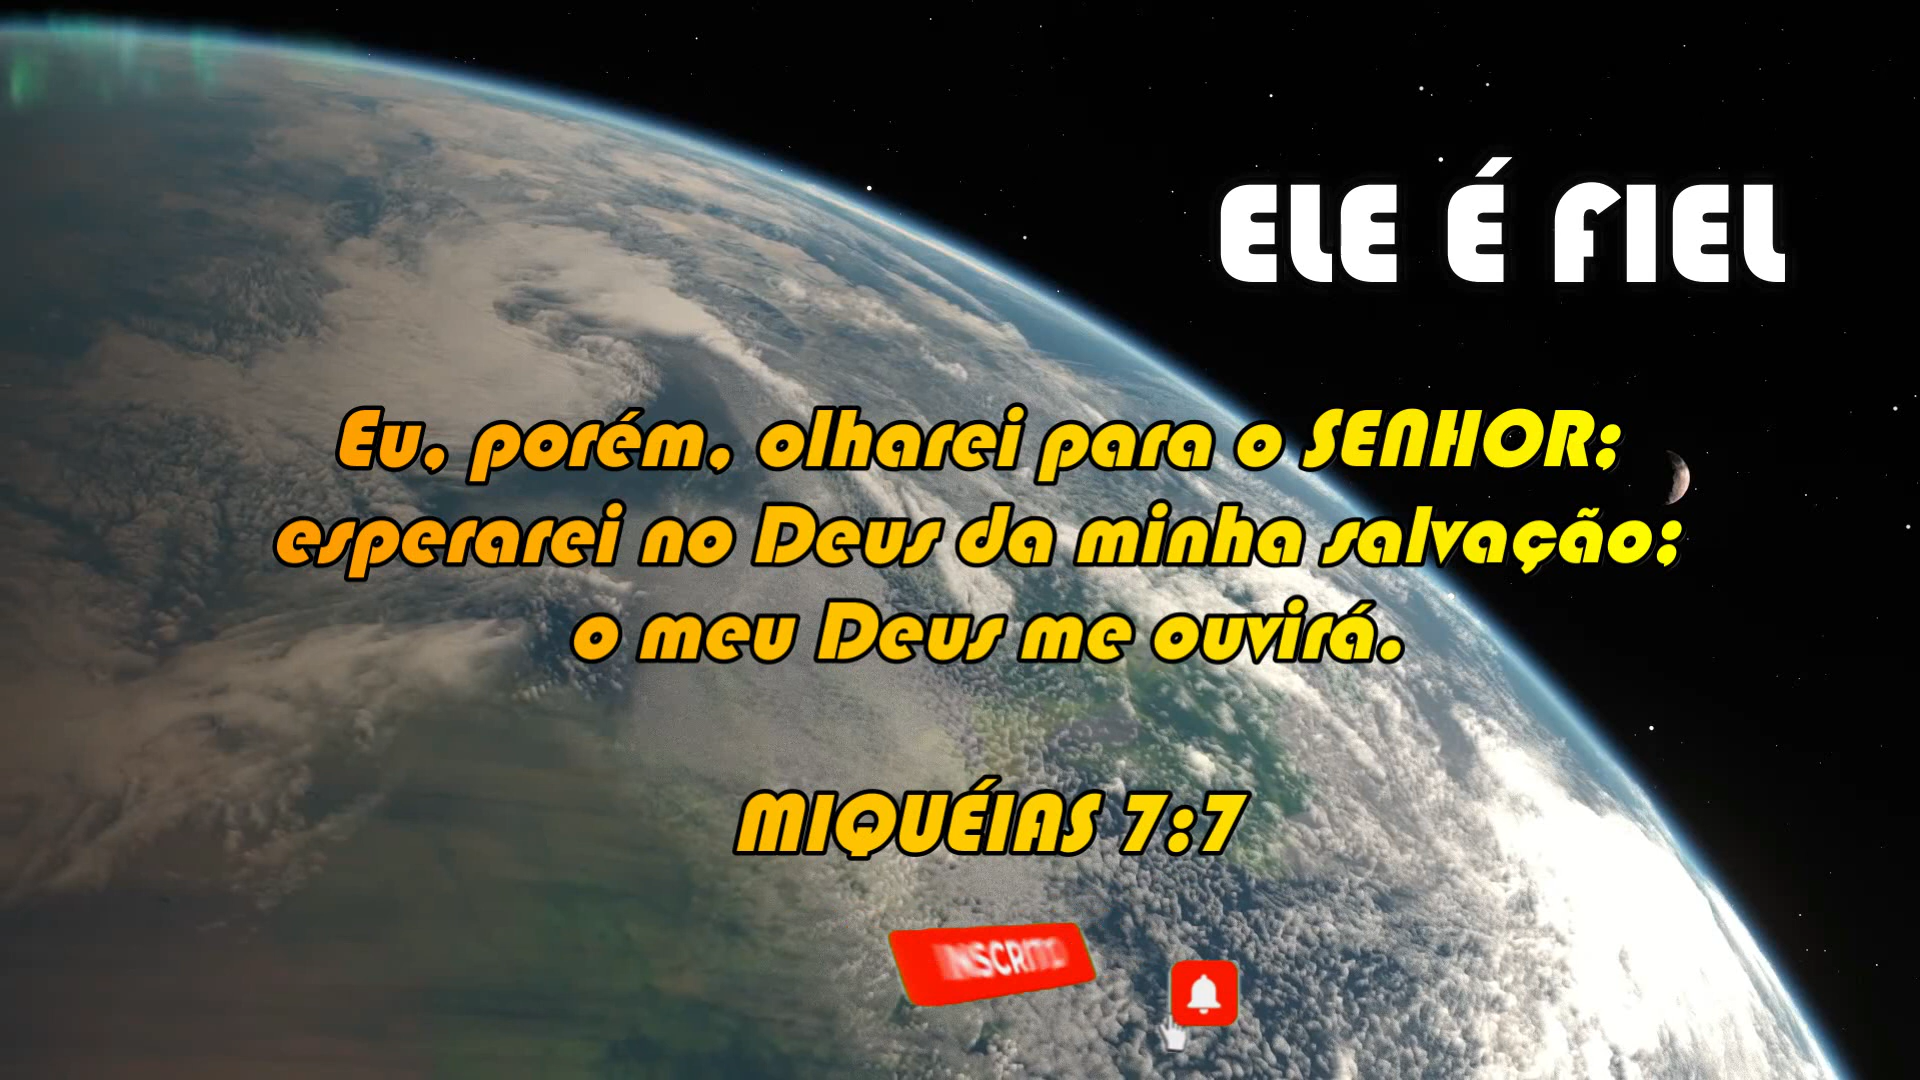 ELE É FIEL
Eu, porém, olharei para o SENHOR;
esperarei no Deus da minha salvação;
o meu Deus me ouvirá.
MIQUÉIAS 7:7
INSCRITO